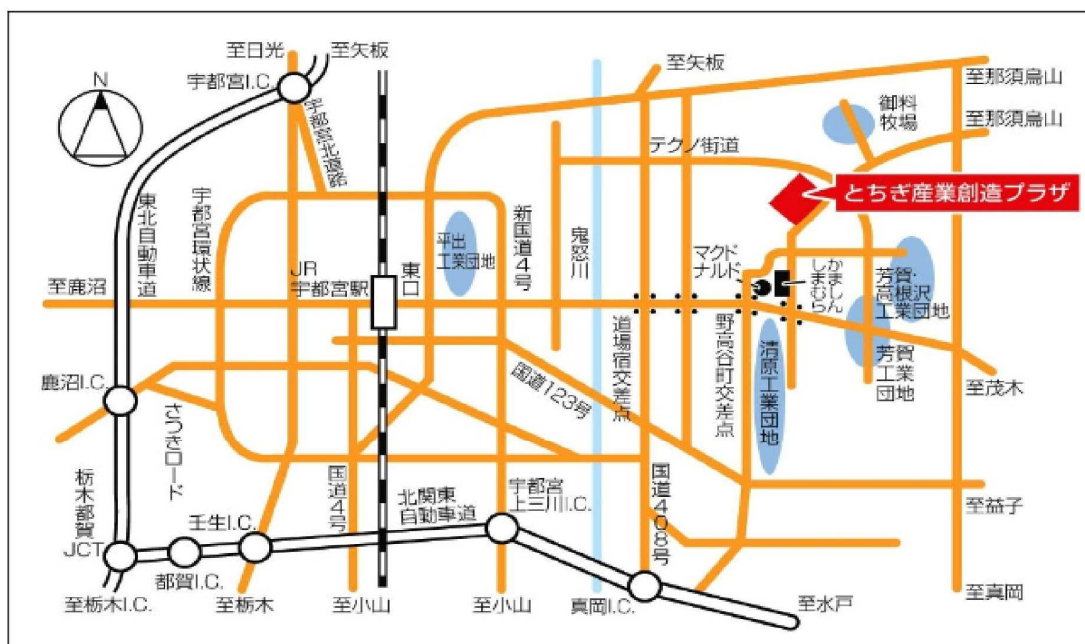 至日光
至矢板
宇都宮I.C.
N
宇都宮北道路
至矢板
至那須烏山
御料
牧場
至那須烏山
テクノ街道
とちぎ産業創造プラザ
東北自動車道
宇都宮環状線
平出
工業団地
新国道4号
鬼怒川
マクド
ナルド
かましん
しまむら
芳賀・
高根沢
工業団地
至鹿沼
JR
宇都宮駅
東口
道場宿交差点
野高谷町交差点
清原工業団地
芳賀
工業
団地
至茂木
鹿沼I.C.
さつきロード
国道123号
栃木都賀
JCT
都賀I.C.
壬生I.C.
国道4号
北関東
自動車道
宇都宮
上三川I.C.
国道408号
至益子
至栃木I.C.
至栃木
至小山
至小山
真岡I.C.
至水戸
至真岡